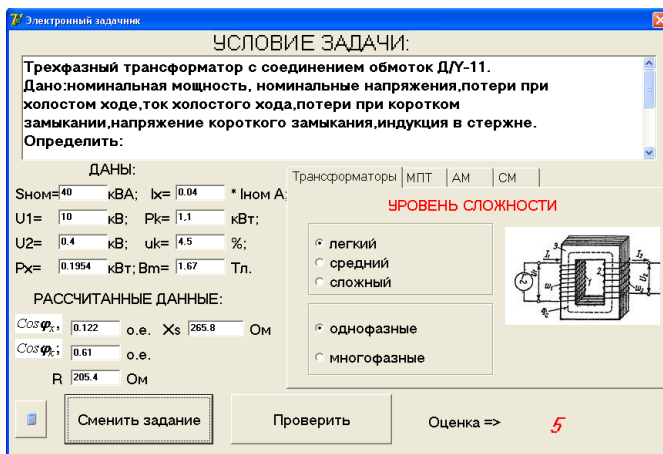 Электронный задачник
УСЛОВИЕ ЗАДАЧИ:
Трехфазный трансформатор с соединением обмоток Д/Y-11.
Дано:номинальная мощность, номинальные напряжения,потери при
холостом ходе,ток холостого хода,потери при коротком
замыкании,напряжение короткого замыкания,индукция в стержне.
Определить:
ДАНЫ:
Sном= 40 кВА; Ix= 0.04 * Iном А;
U1= 10 кВ; Pk= 1,1 кВт;
U2= 0.4 кВ; uk= 4.5 %;
Px= 0.1954 кВт; Bm= 1.67 Тл.
РАССЧИТАННЫЕ ДАННЫЕ:
Cosφx, 0.122 о.е. Xs 265.8 Ом
Cosφk; 0.61 о.е.
R 205.4 Ом
Трансформаторы МПТ АМ СМ
УРОВЕНЬ СЛОЖНОСТИ
легкий
средний
сложный
однофазные
многофазные
Сменить задание
Проверить
Оценка => 5